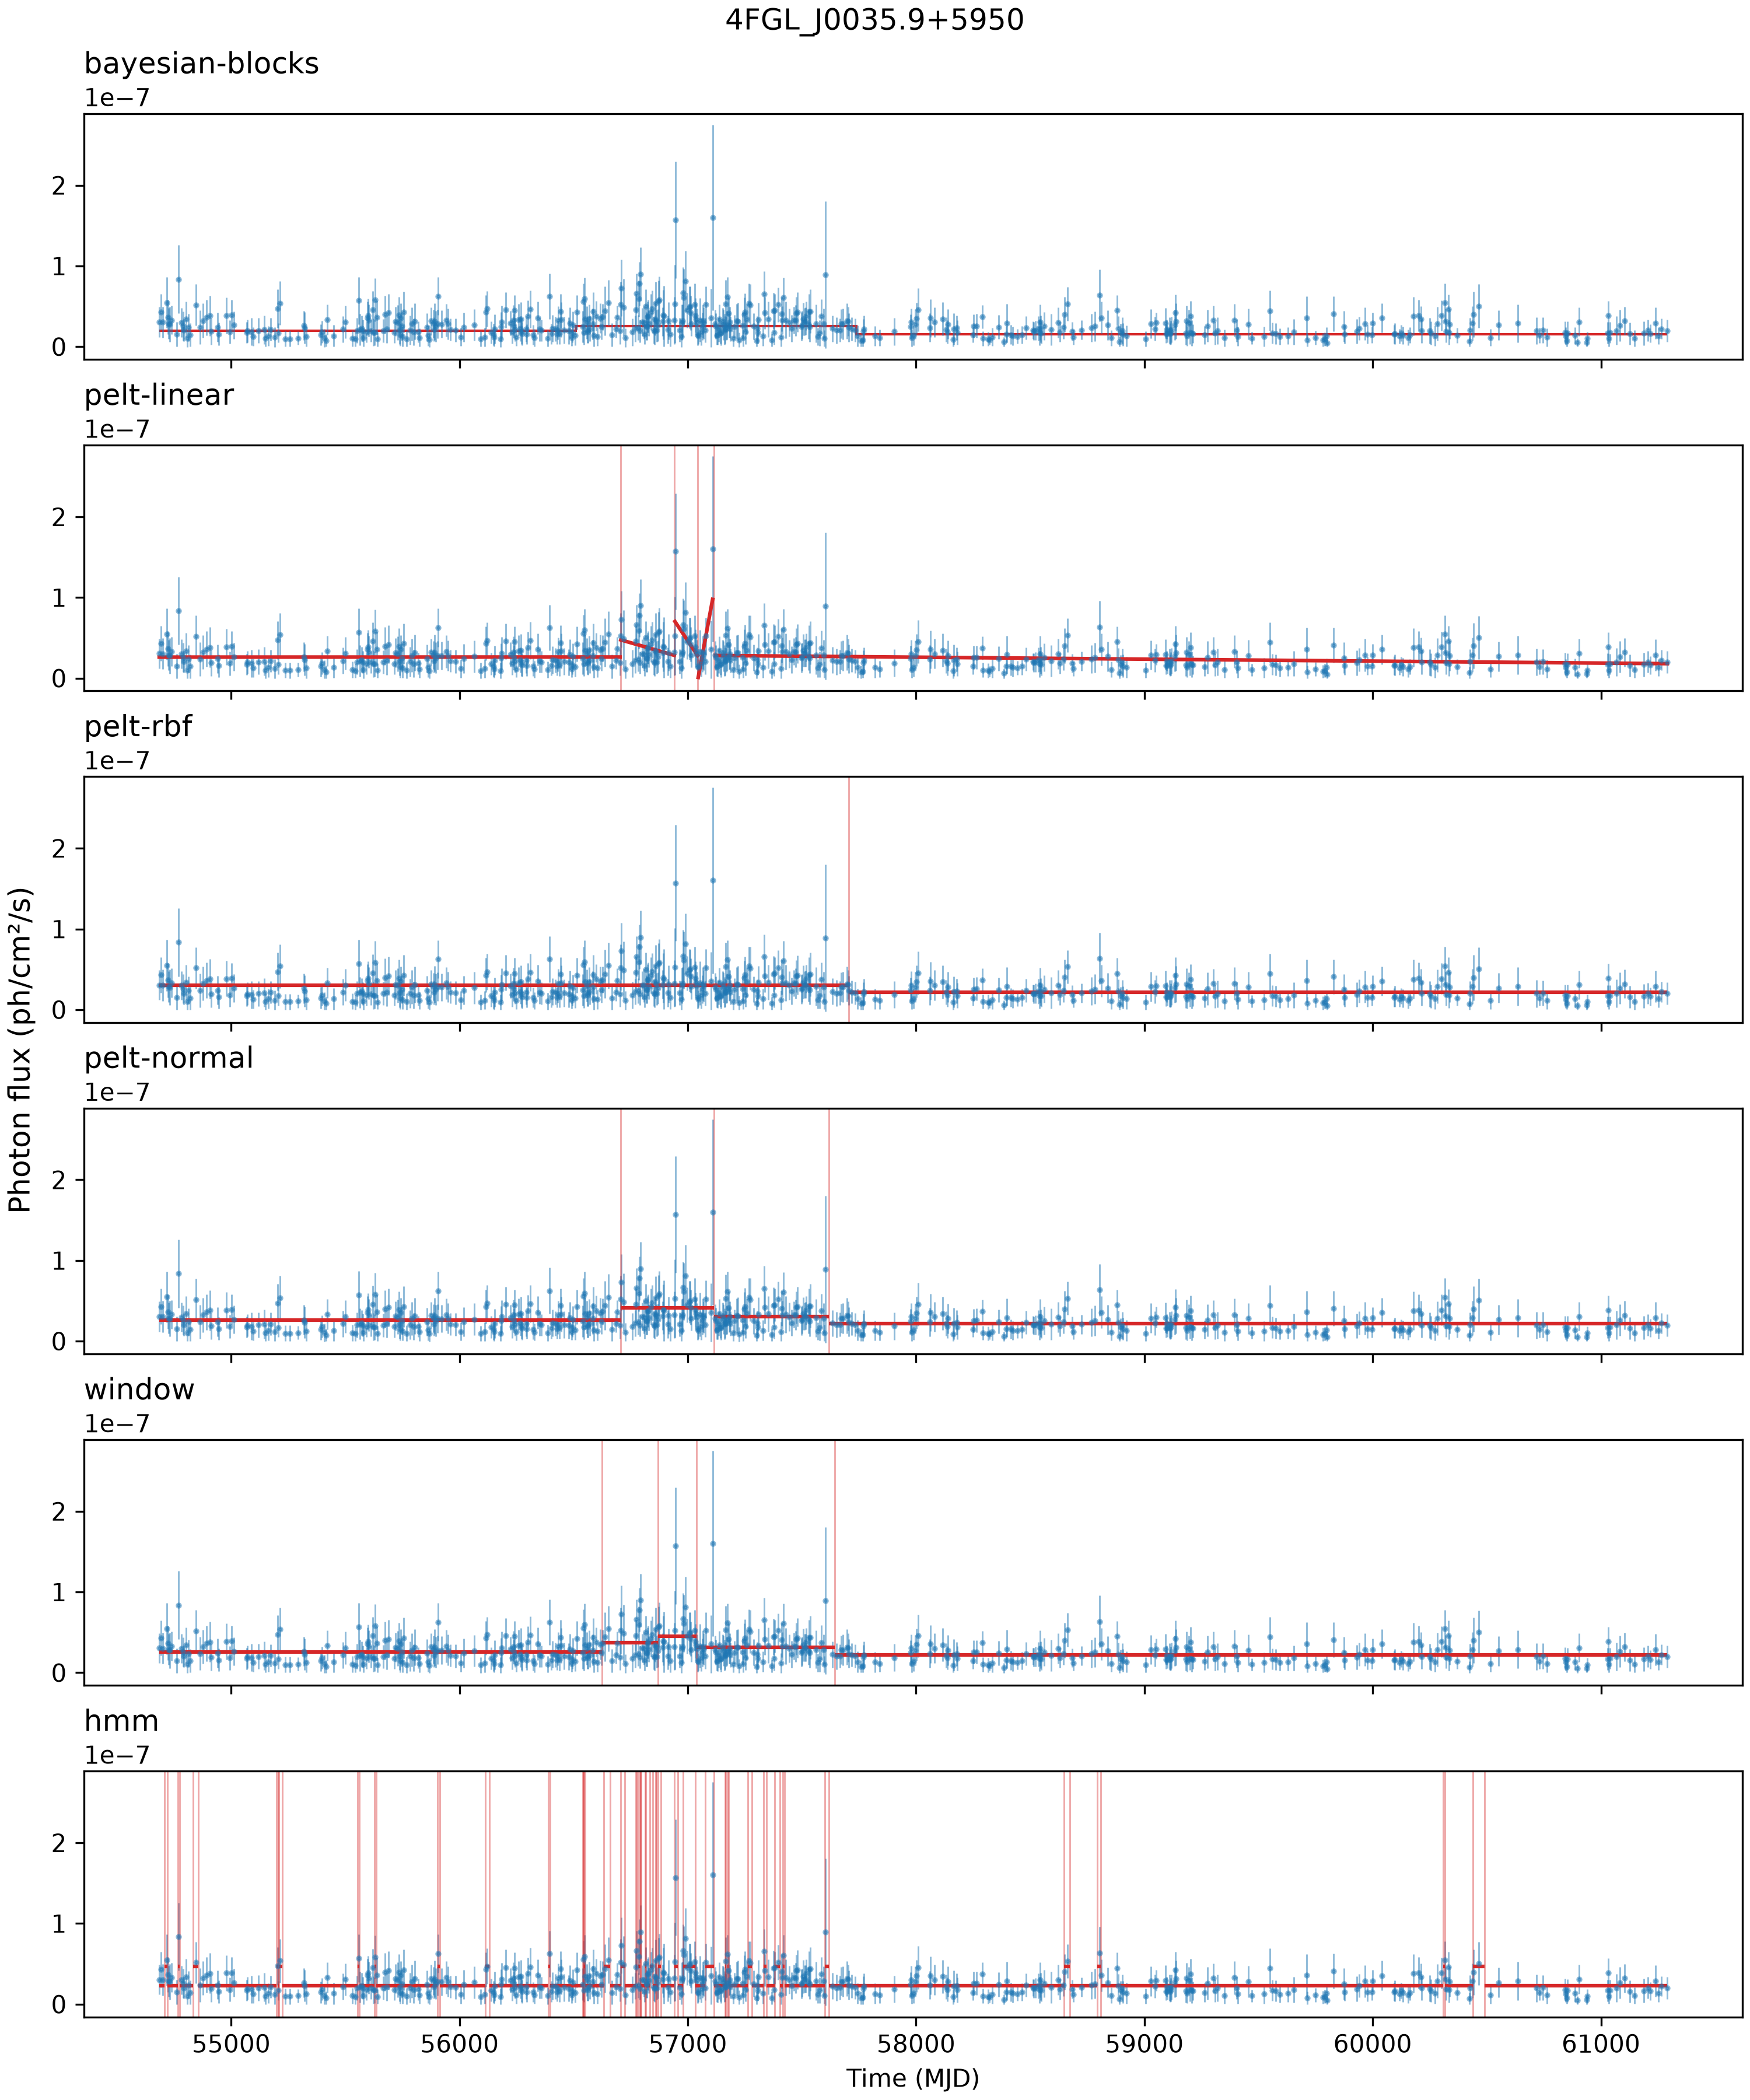 4FGL_J0035.9+5950
bayesian-blocks
1e−7
2
1
0
pelt-linear
1e−7
2
1
0
pelt-rbf
1e−7
2
1
0
Photon flux (ph/cm²/s)
pelt-normal
1e−7
2
1
0
window
1e−7
2
1
0
hmm
1e−7
2
1
0
55000 56000 57000 58000 59000 60000 61000
Time (MJD)